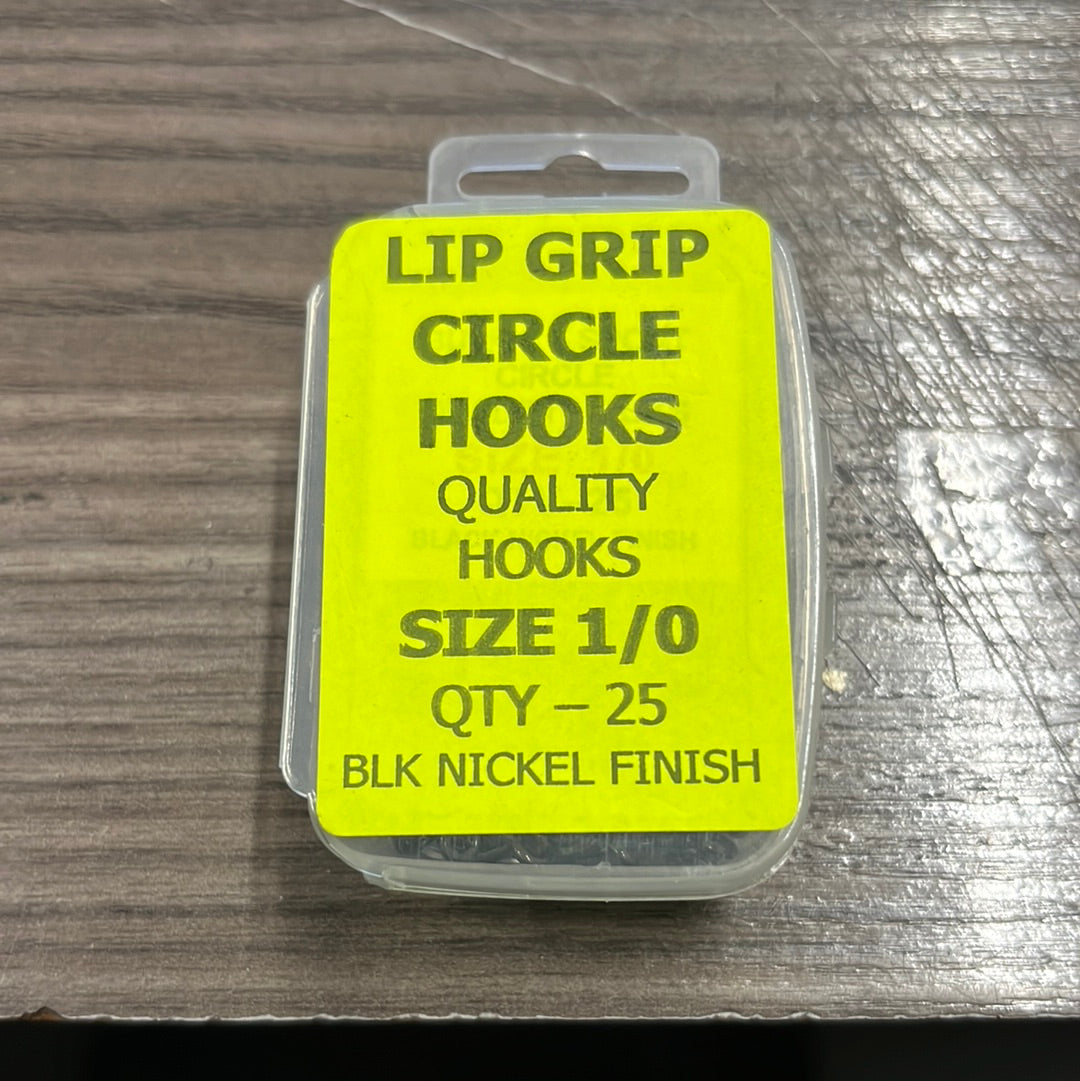 LIP GRIP
CIRCLE
HOOKS
QUALITY
HOOKS
SIZE 1/0
QTY – 25
BLK NICKEL FINISH